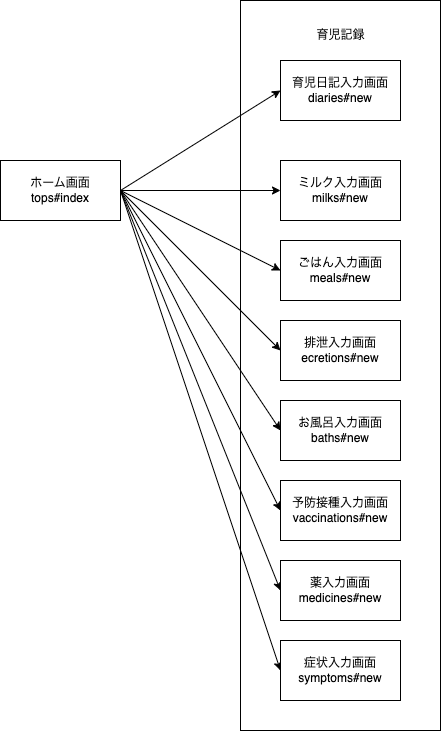 育児記録
育児日記入力画面
diaries#new
ホーム画面
tops#index
ミルク入力画面
milks#new
ごはん入力画面
meals#new
排泄入力画面
ecretions#new
お風呂入力画面
baths#new
予防接種入力画面
vaccinations#new
薬入力画面
medicines#new
症状入力画面
symptoms#new